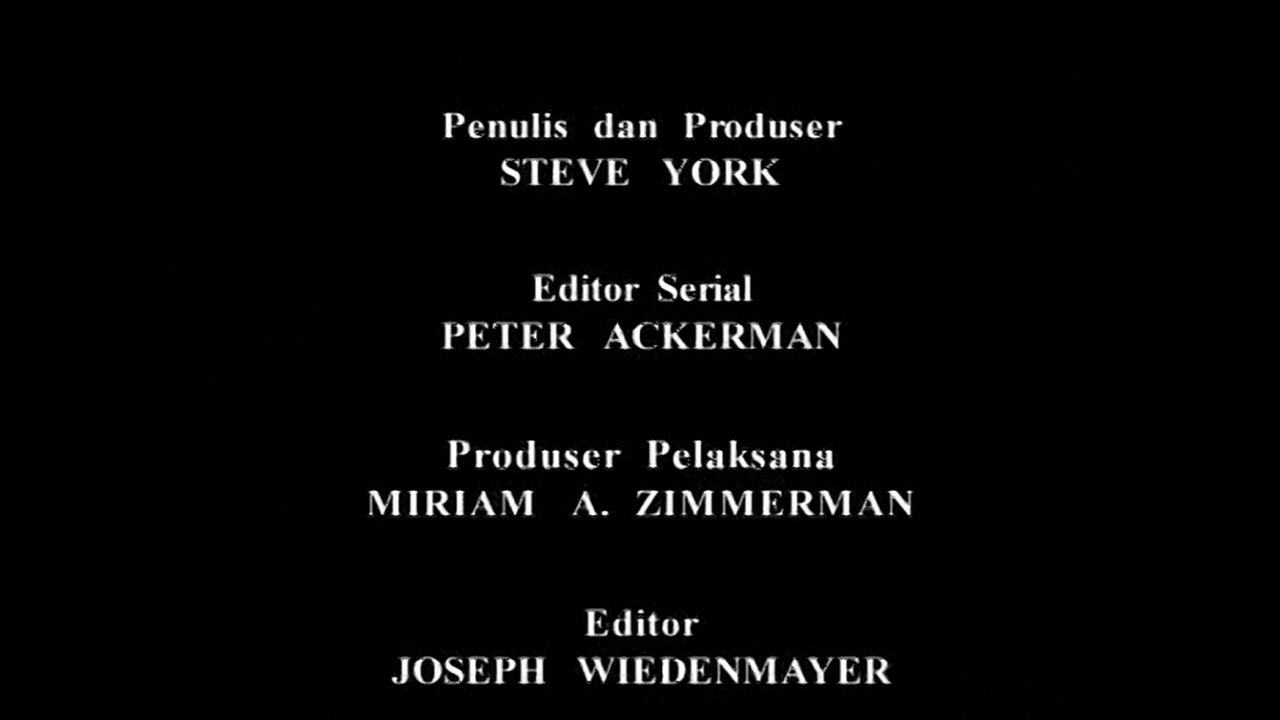 Penulis dan Produser
STEVE YORK
Editor Serial
PETER ACKERMAN
Produser Pelaksana
MIRIAM A. ZIMMERMAN
Editor
JOSEPH WIEDENMAYER